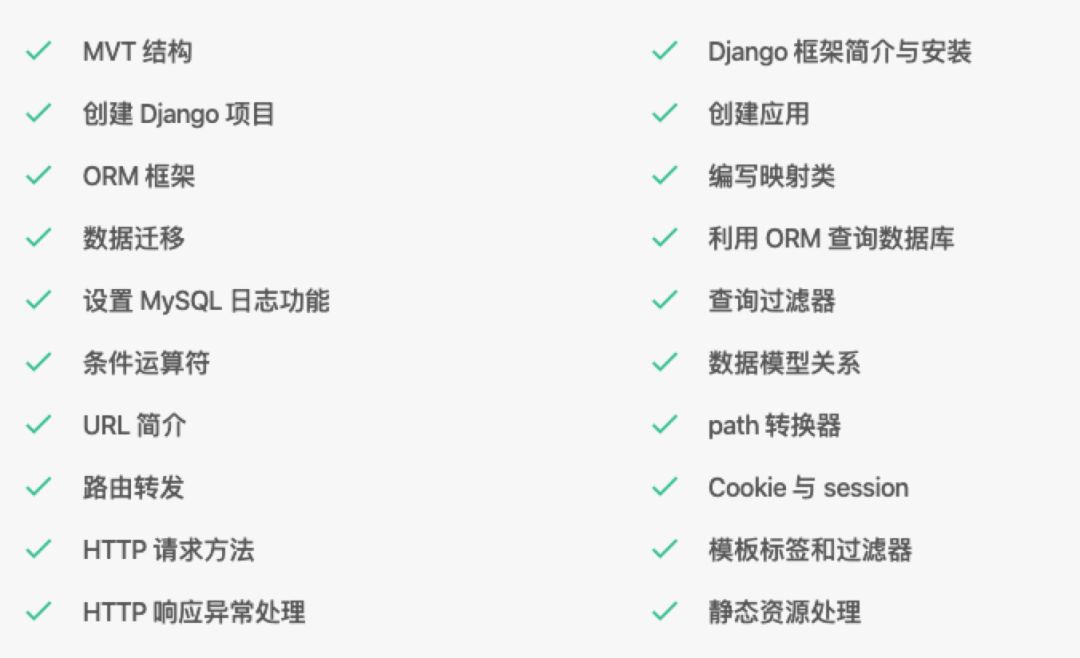 MVT 结构
Django 框架简介与安装
创建 Django 项目
创建应用
ORM 框架
编写映射类
数据迁移
利用 ORM 查询数据库
设置 MySQL 日志功能
查询过滤器
条件运算符
数据模型关系
URL 简介
path 转换器
路由转发
Cookie 与 session
HTTP 请求方法
模板标签和过滤器
HTTP 响应异常处理
静态资源处理